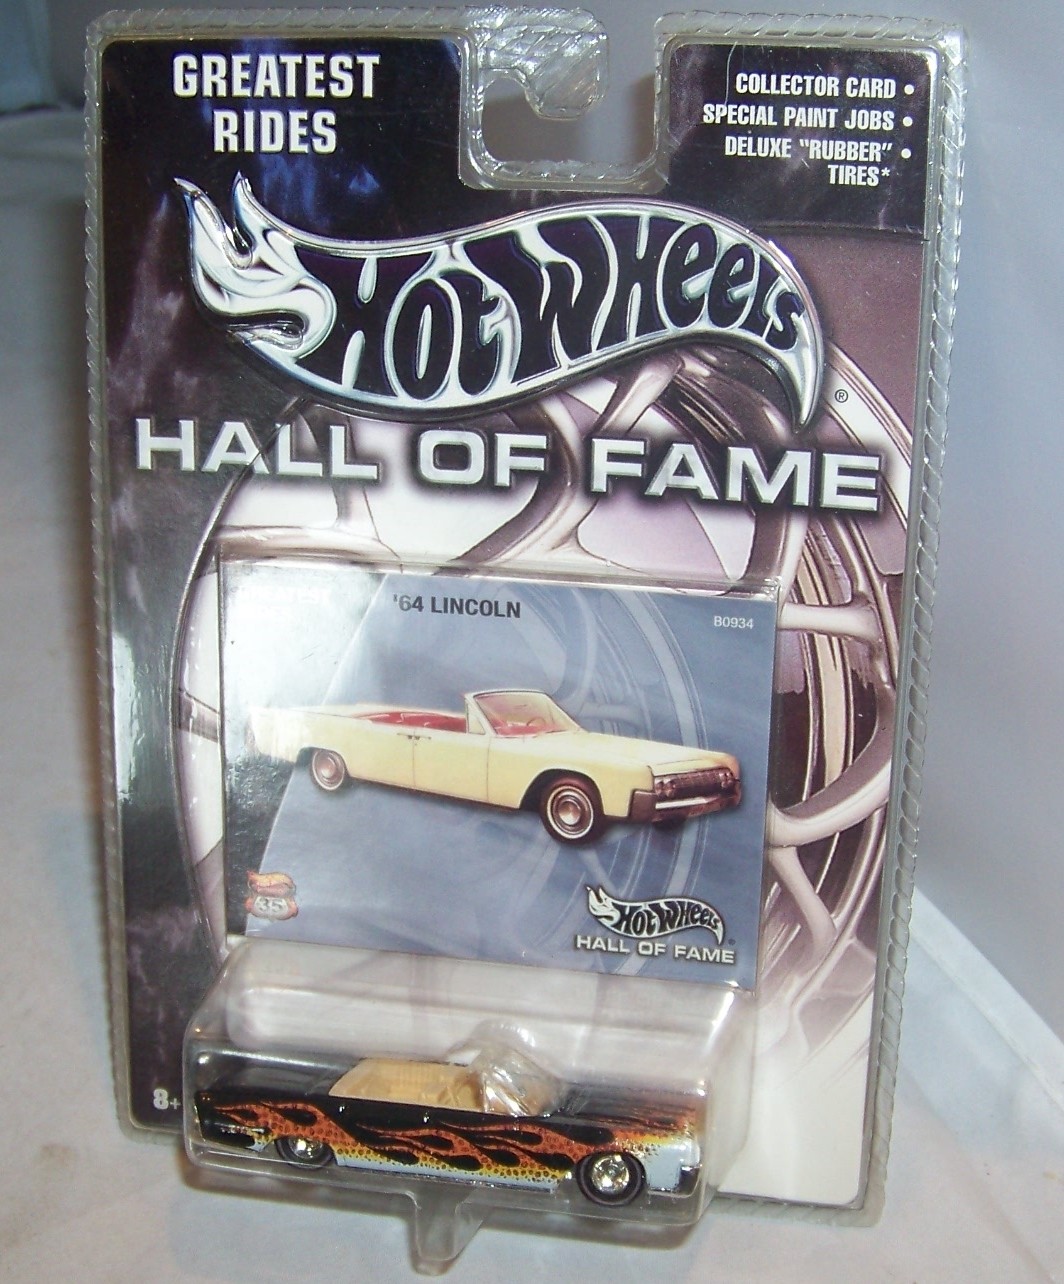 GREATEST
RIDES
COLLECTOR CARD •
SPECIAL PAINT JOBS •
DELUXE "RUBBER" •
TIRES*
HOT WHEELS
®
HALL OF FAME
'64 LINCOLN
B0934
35
HOT WHEELS
HALL OF FAME
8+